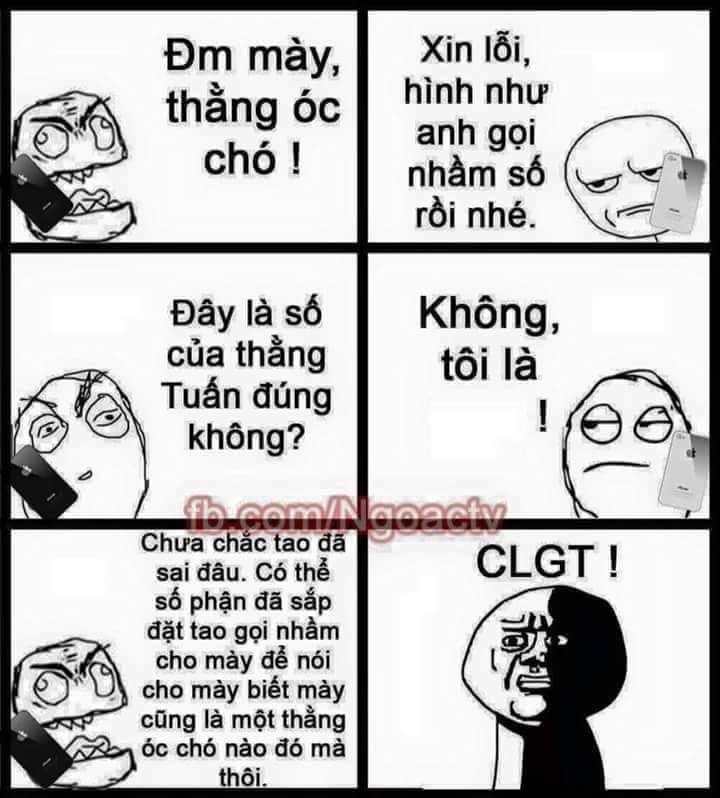 Đm mày,
thằng óc
chó !
Xin lỗi,
hình như
anh gọi
nhầm số
rồi nhé.
Đây là số
của thằng
Tuấn đúng
không?
Không,
tôi là
!
fb.com/Ngoactv
Chưa chắc tao đã
sai đâu. Có thể
số phận đã sắp
đặt tao gọi nhầm
cho mày để nói
cho mày biết mày
cũng là một thằng
óc chó nào đó mà
thôi.
CLGT !